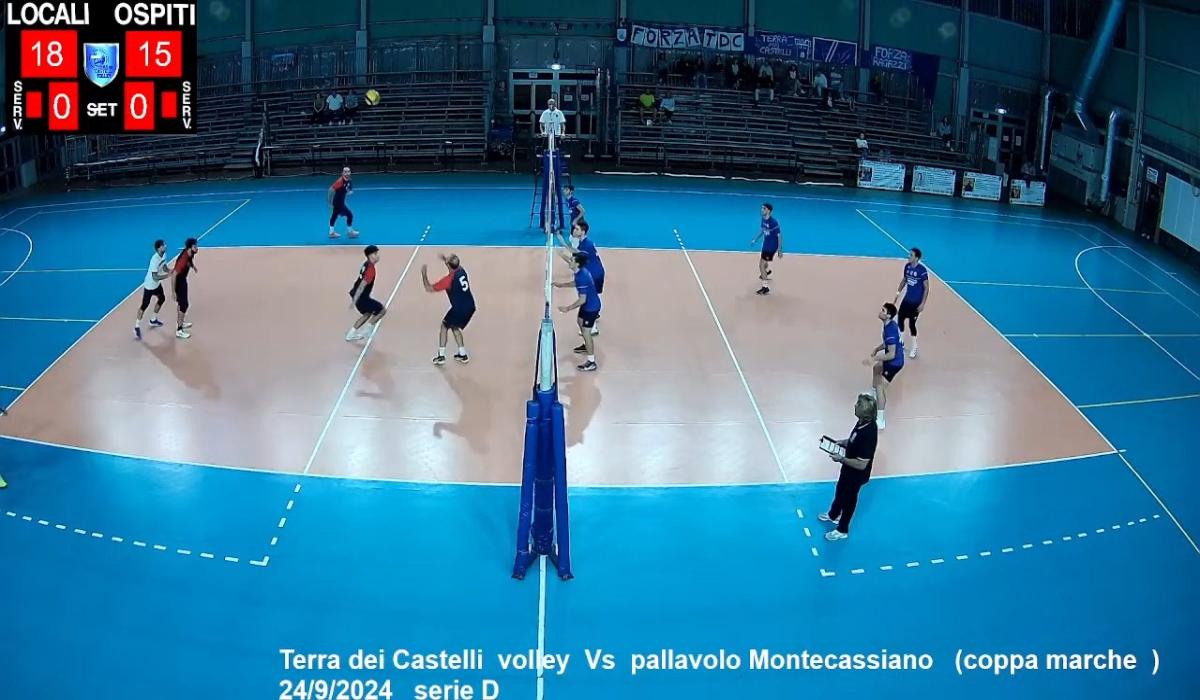 LOCALI OSPITI
18 15
SERV. 0 SET 0 SERV.
FORZA TDC
TERRA
CASTELLI
FORZA
RAGAZZI
5
Terra dei Castelli volley Vs pallavolo Montecassiano (coppa marche )
24/9/2024 serie D